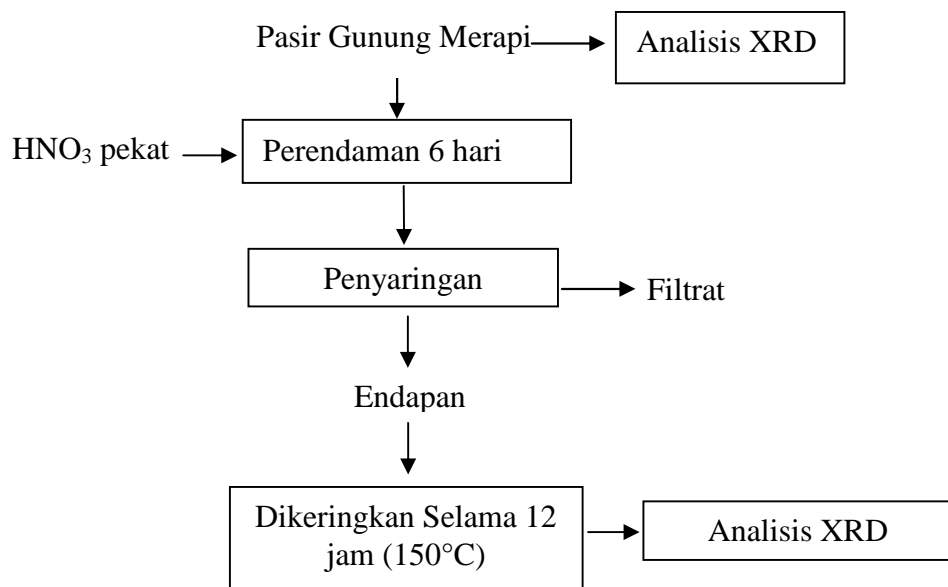 Pasir Gunung Merapi
Analisis XRD
HNO₃ pekat
Perendaman 6 hari
Penyaringan
Filtrat
Endapan
Dikeringkan Selama 12
jam (150°C)
Analisis XRD